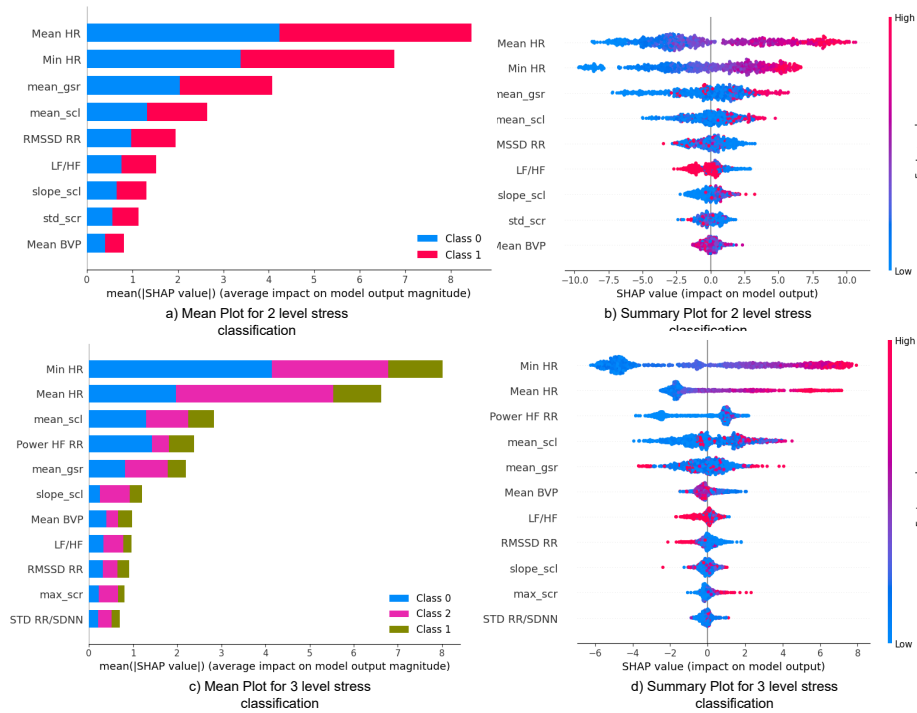 Mean HR
Min HR
mean_gsr
mean_scl
RMSSD RR
LF/HF
slope_scl
std_scr
Mean BVP
Class 0
Class 1
0 1 2 3 4 5 6 7 8
mean(|SHAP value|) (average impact on model output magnitude)
a) Mean Plot for 2 level stress
classification
High
Mean HR
Min HR
mean_gsr
mean_scl
MSSD RR
LF/HF
slope_scl
std_scr
Mean BVP
Low
−10.0 −7.5 −5.0 −2.5 0.0 2.5 5.0 7.5 10.0
SHAP value (impact on model output)
b) Summary Plot for 2 level stress
classification
Min HR
Mean HR
mean_scl
Power HF RR
mean_gsr
slope_scl
Mean BVP
LF/HF
RMSSD RR
max_scr
STD RR/SDNN
Class 0
Class 2
Class 1
0 1 2 3 4 5 6 7 8
mean(|SHAP value|) (average impact on model output magnitude)
c) Mean Plot for 3 level stress
classification
High
Min HR
Mean HR
Power HF RR
mean_scl
mean_gsr
Mean BVP
LF/HF
RMSSD RR
slope_scl
max_scr
STD RR/SDNN
Low
−6 −4 −2 0 2 4 6 8
SHAP value (impact on model output)
d) Summary Plot for 3 level stress
classification